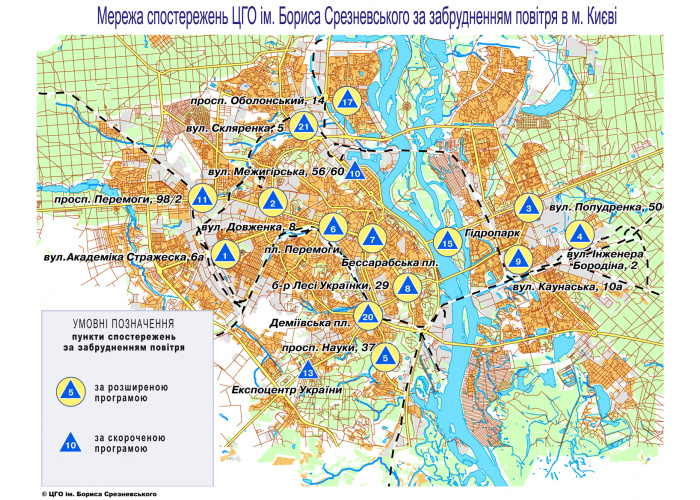 Мережа спостережень ЦГО ім. Бориса Срезневського за забрудненням повітря в м. Києві
просп. Оболонський, 14
17
вул. Скляренка, 5
21
вул. Межигірська, 56/60
10
просп. Перемоги, 98/2
11
2
3
вул. Попудренка, 50
вул. Довженка, 8
6
7
15
Гідропарк
4
вул.Академіка Стражеска,6а
1
пл. Перемоги
Бессарабська пл.
9
вул. Інженера
Бородіна, 2
б-р Лесі Українки, 29
8
вул. Каунаська, 10а
Деміївська пл.
20
просп. Науки, 37
5
13
Експоцентр України
УМОВНІ ПОЗНАЧЕННЯ
пункти спостережень
за забрудненням повітря
5
за розширеною
програмою
10
за скороченою
програмою
© ЦГО ім. Бориса Срезневського